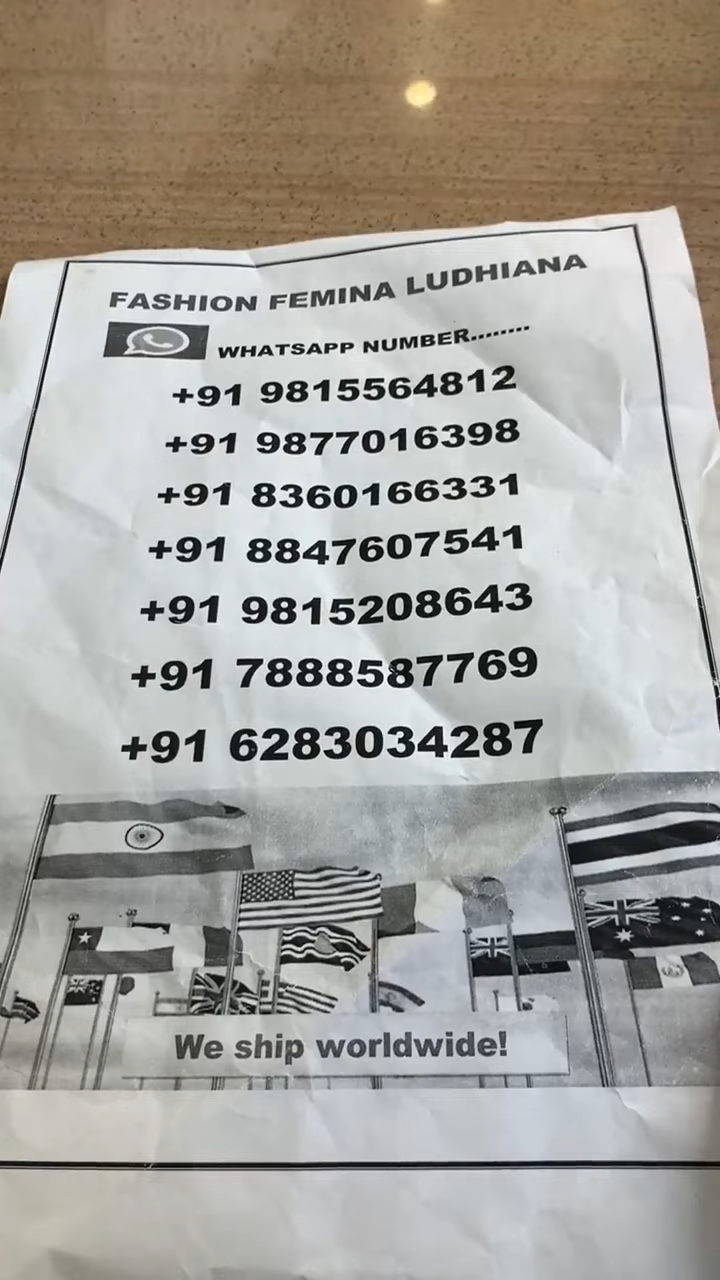 FASHION FEMINA LUDHIANA
WHATSAPP NUMBER........
+91 9815564812
+91 9877016398
+91 8360166331
+91 8847607541
+91 9815208643
+91 7888587769
+91 6283034287
We ship worldwide!